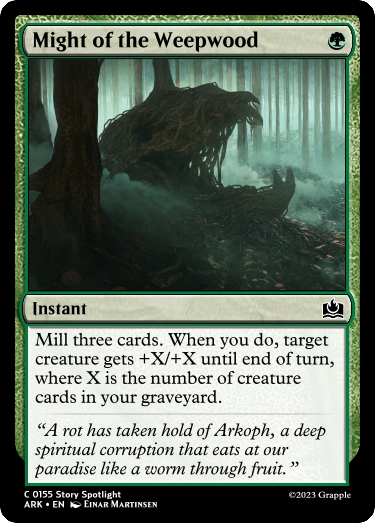 Might of the Weepwood
Instant
Mill three cards. When you do, target
creature gets +X/+X until end of turn,
where X is the number of creature
cards in your graveyard.
“A rot has taken hold of Arkoph, a deep
spiritual corruption that eats at our
paradise like a worm through fruit.”
C 0155 Story Spotlight
ARK • EN Einar Martinsen
©2023 Grapple